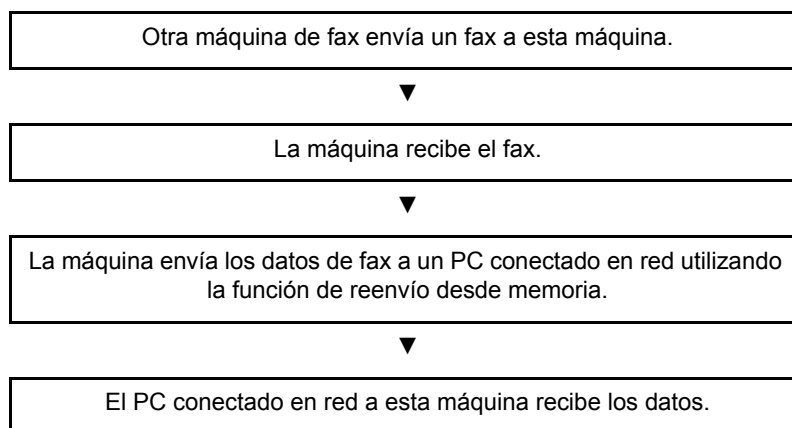 Otra máquina de fax envía un fax a esta máquina.
▼
La máquina recibe el fax.
▼
La máquina envía los datos de fax a un PC conectado en red utilizando
la función de reenvío desde memoria.
▼
El PC conectado en red a esta máquina recibe los datos.